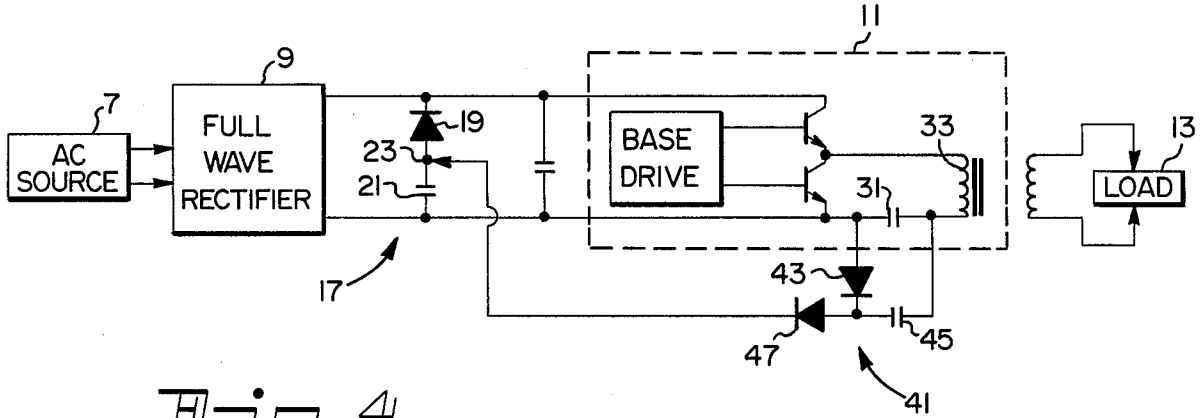 11
9
7
FULL
WAVE
RECTIFIER
AC
SOURCE
19
23
21
BASE
DRIVE
33
31
13
LOAD
17
43
47
45
41
Fig. 4